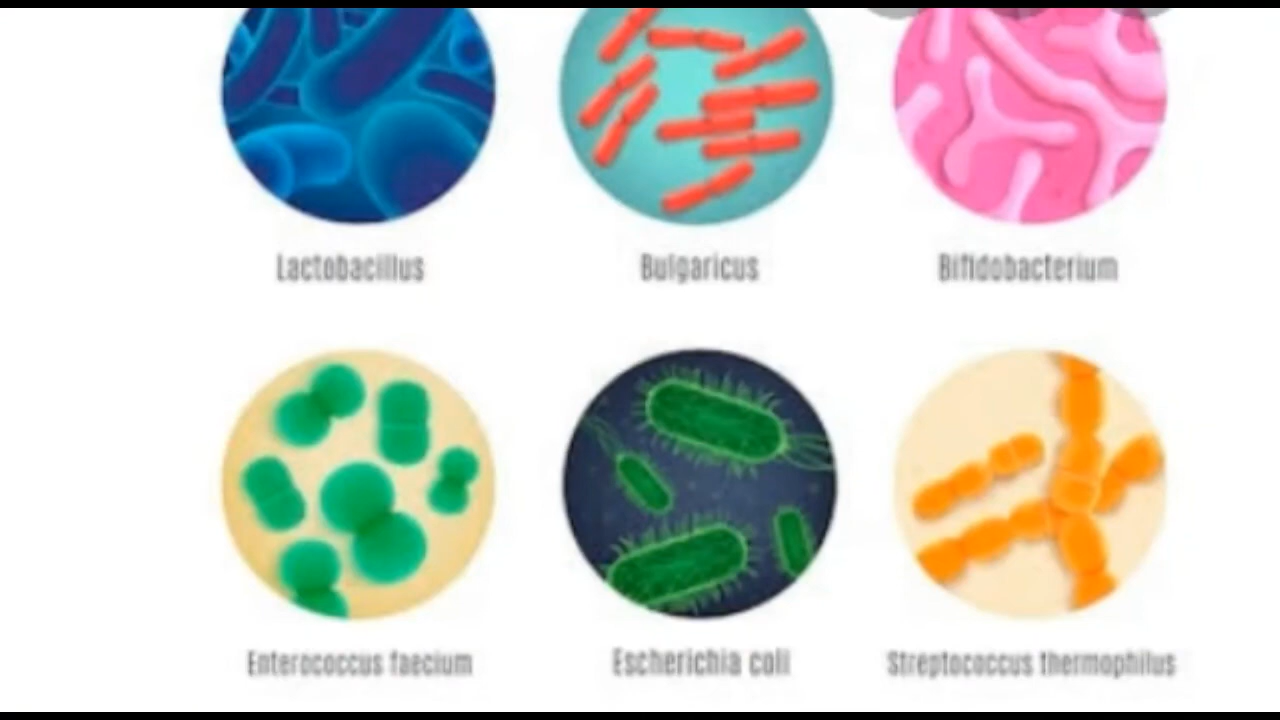 Lactobacillus
Bulgaricus
Bifidobacterium
Enterococcus faecium
Escherichia coli
Streptococcus thermophilus